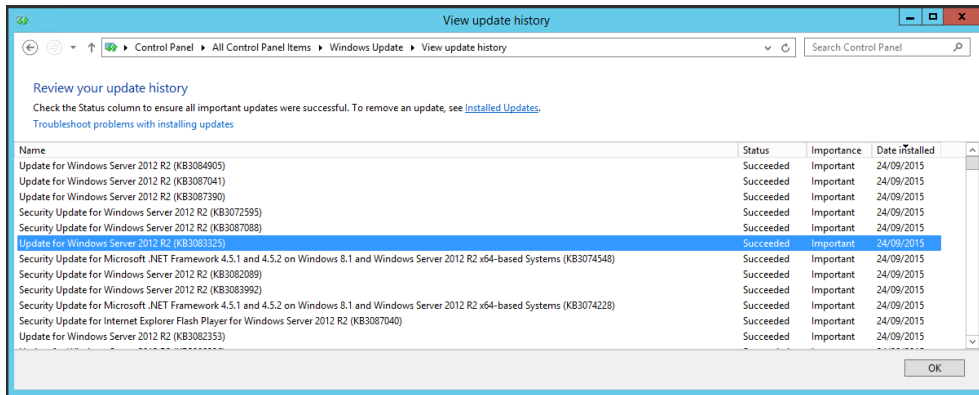 View update history
Control Panel ▸ All Control Panel Items ▸ Windows Update ▸ View update history
Search Control Panel
Review your update history
Check the Status column to ensure all important updates were successful. To remove an update, see Installed Updates.
Troubleshoot problems with installing updates
Name Status Importance Date installed
Update for Windows Server 2012 R2 (KB3084905) Succeeded Important 24/09/2015
Update for Windows Server 2012 R2 (KB3087041) Succeeded Important 24/09/2015
Update for Windows Server 2012 R2 (KB3087390) Succeeded Important 24/09/2015
Security Update for Windows Server 2012 R2 (KB3072595) Succeeded Important 24/09/2015
Security Update for Windows Server 2012 R2 (KB3087088) Succeeded Important 24/09/2015
Update for Windows Server 2012 R2 (KB3083325) Succeeded Important 24/09/2015
Security Update for Microsoft .NET Framework 4.5.1 and 4.5.2 on Windows 8.1 and Windows Server 2012 R2 x64-based Systems (KB3074548) Succeeded Important 24/09/2015
Security Update for Windows Server 2012 R2 (KB3082089) Succeeded Important 24/09/2015
Security Update for Windows Server 2012 R2 (KB3083992) Succeeded Important 24/09/2015
Security Update for Microsoft .NET Framework 4.5.1 and 4.5.2 on Windows 8.1 and Windows Server 2012 R2 x64-based Systems (KB3074228) Succeeded Important 24/09/2015
Security Update for Internet Explorer Flash Player for Windows Server 2012 R2 (KB3087040) Succeeded Important 24/09/2015
Update for Windows Server 2012 R2 (KB3082353) Succeeded Important 24/09/2015
OK